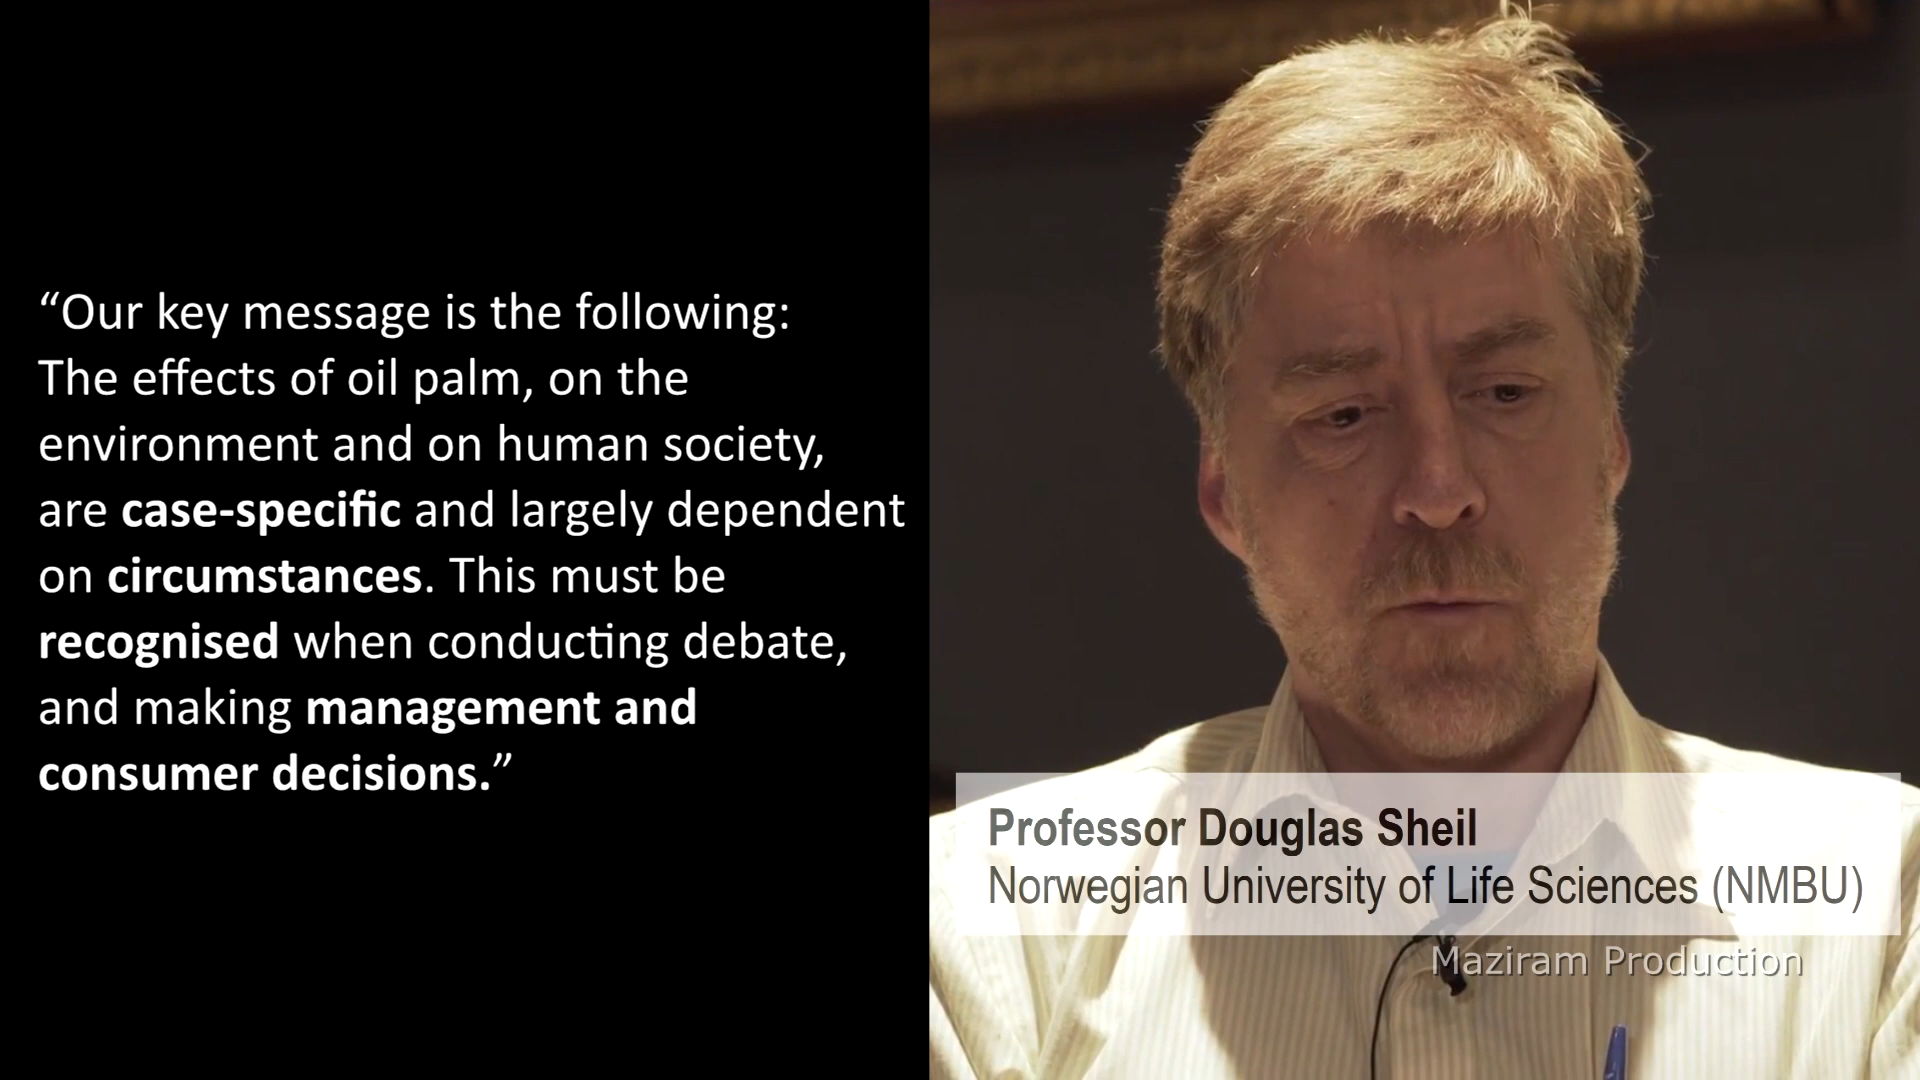 “Our key message is the following:
The effects of oil palm, on the
environment and on human society,
are case-specific and largely dependent
on circumstances. This must be
recognised when conducting debate,
and making management and
consumer decisions.”
Professor Douglas Sheil
Norwegian University of Life Sciences (NMBU)
Maziram Production